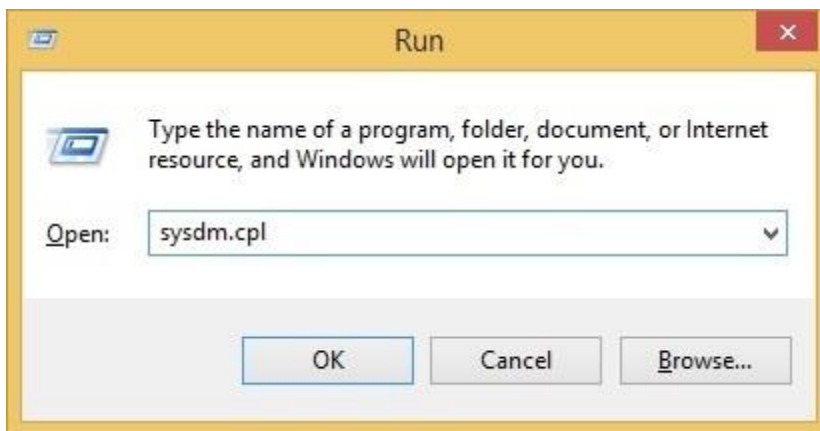 Run
Type the name of a program, folder, document, or Internet
resource, and Windows will open it for you.
Open: sysdm.cpl
OK Cancel Browse...